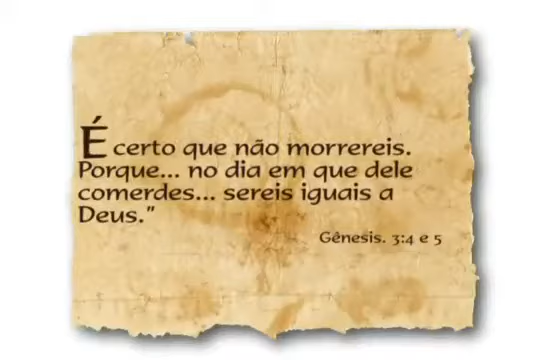 É certo que não morrereis.
Porque... no dia em que dele
comerdes... sereis iguais a
Deus."
Gênesis. 3:4 e 5